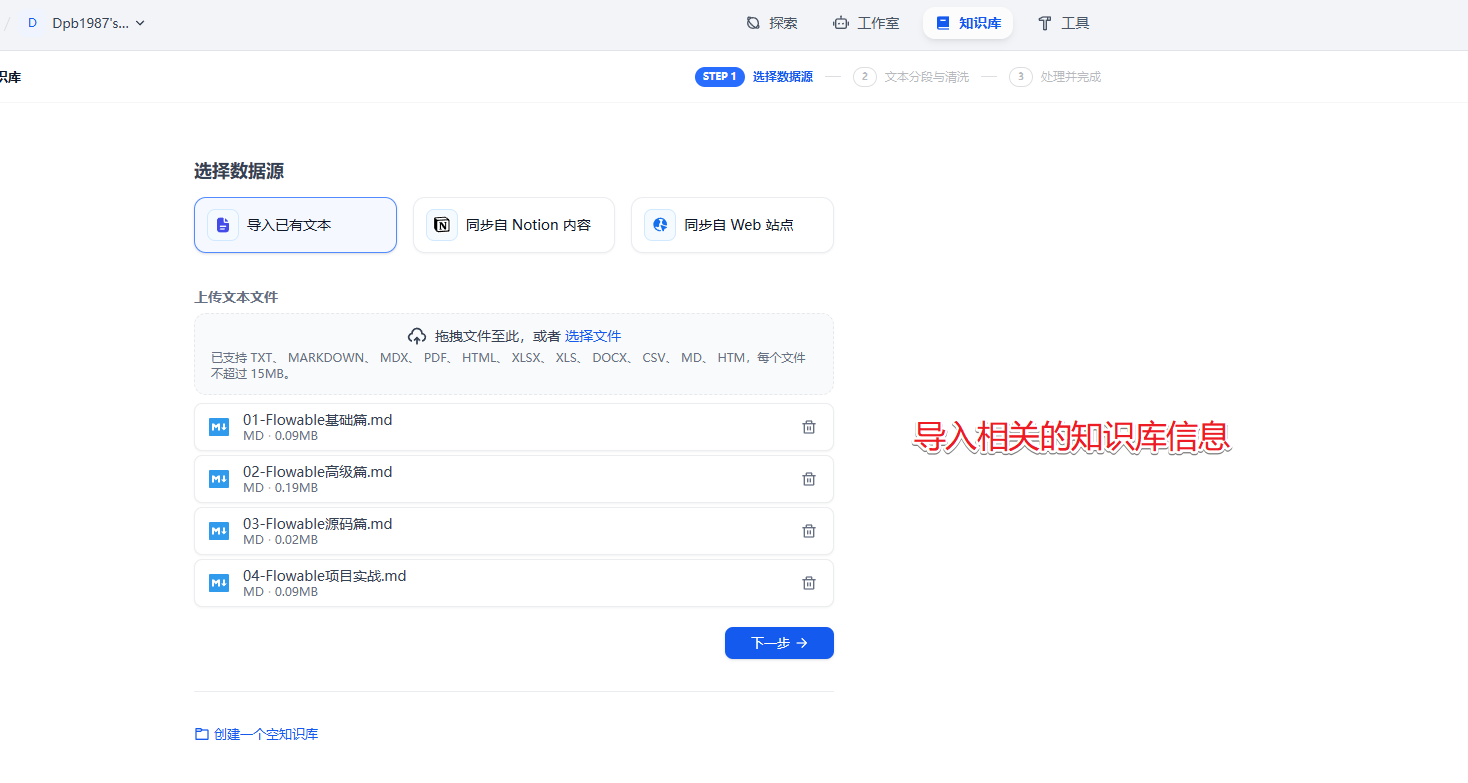 / D Dpb1987's...
探索 工作室 知识库 工具
识库
STEP 1 选择数据源 2 文本分段与清洗 3 处理并完成
选择数据源
导入已有文本 同步自 Notion 内容 同步自 Web 站点
上传文本文件
拖拽文件至此，或者 选择文件
已支持 TXT、 MARKDOWN、 MDX、 PDF、 HTML、 XLSX、 XLS、 DOCX、 CSV、 MD、 HTM，每个文件
不超过 15MB。
01-Flowable基础篇.md
MD · 0.09MB
02-Flowable高级篇.md
MD · 0.19MB
导入相关的知识库信息
03-Flowable源码篇.md
MD · 0.02MB
04-Flowable项目实战.md
MD · 0.09MB
下一步 →
创建一个空知识库